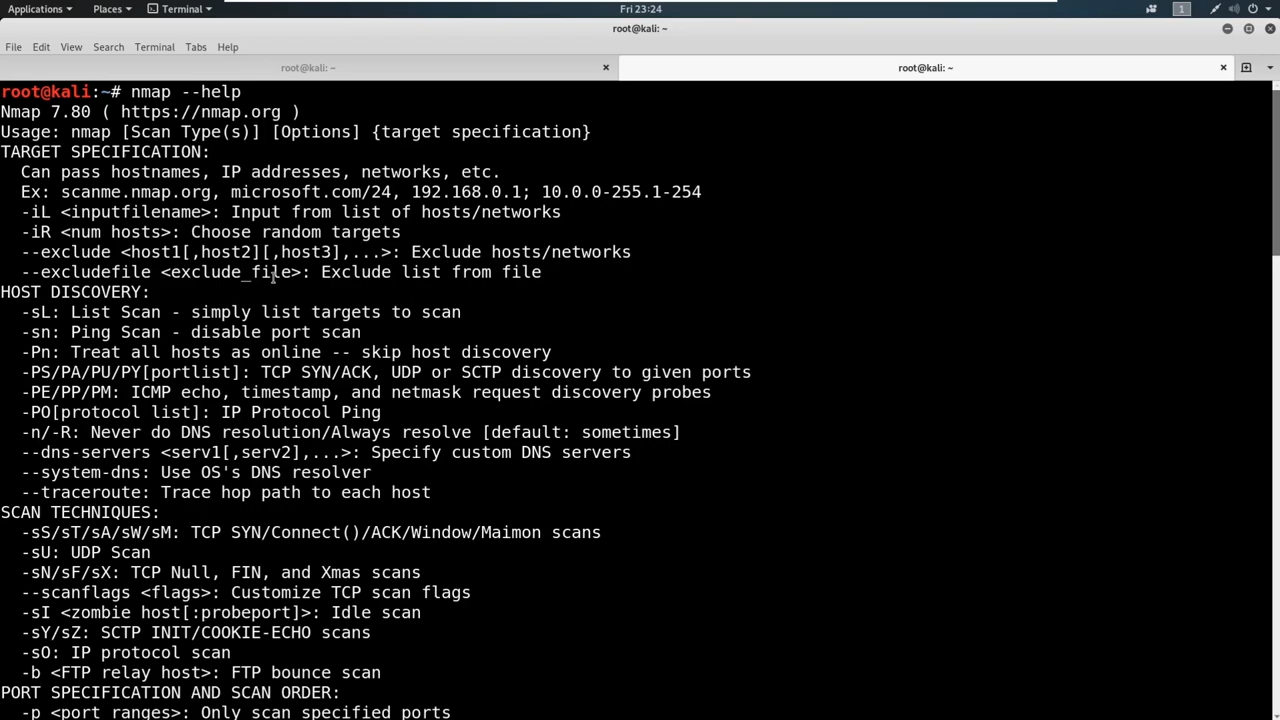 Applications Places Terminal Fri 23:24 1
root@kali: ~
File Edit View Search Terminal Tabs Help
root@kali: ~ root@kali: ~
root@kali:~# nmap --help
Nmap 7.80 ( https://nmap.org )
Usage: nmap [Scan Type(s)] [Options] {target specification}
TARGET SPECIFICATION:
  Can pass hostnames, IP addresses, networks, etc.
  Ex: scanme.nmap.org, microsoft.com/24, 192.168.0.1; 10.0.0-255.1-254
  -iL <inputfilename>: Input from list of hosts/networks
  -iR <num hosts>: Choose random targets
  --exclude <host1[,host2][,host3],...>: Exclude hosts/networks
  --excludefile <exclude_file>: Exclude list from file
HOST DISCOVERY:
  -sL: List Scan - simply list targets to scan
  -sn: Ping Scan - disable port scan
  -Pn: Treat all hosts as online -- skip host discovery
  -PS/PA/PU/PY[portlist]: TCP SYN/ACK, UDP or SCTP discovery to given ports
  -PE/PP/PM: ICMP echo, timestamp, and netmask request discovery probes
  -PO[protocol list]: IP Protocol Ping
  -n/-R: Never do DNS resolution/Always resolve [default: sometimes]
  --dns-servers <serv1[,serv2],...>: Specify custom DNS servers
  --system-dns: Use OS's DNS resolver
  --traceroute: Trace hop path to each host
SCAN TECHNIQUES:
  -sS/sT/sA/sW/sM: TCP SYN/Connect()/ACK/Window/Maimon scans
  -sU: UDP Scan
  -sN/sF/sX: TCP Null, FIN, and Xmas scans
  --scanflags <flags>: Customize TCP scan flags
  -sI <zombie host[:probeport]>: Idle scan
  -sY/sZ: SCTP INIT/COOKIE-ECHO scans
  -sO: IP protocol scan
  -b <FTP relay host>: FTP bounce scan
PORT SPECIFICATION AND SCAN ORDER:
  -p <port ranges>: Only scan specified ports